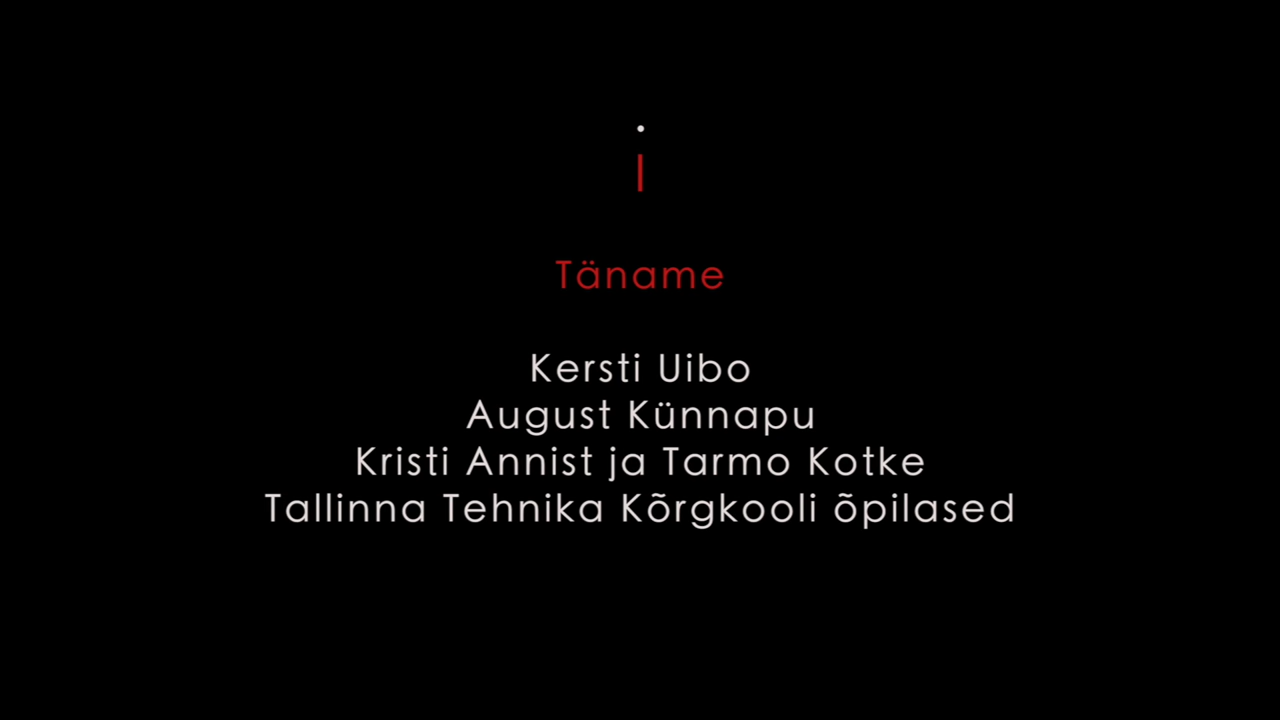 Täname
Kersti Uibo
August Künnapu
Kristi Annist ja Tarmo Kotke
Tallinna Tehnika Kõrgkooli õpilased